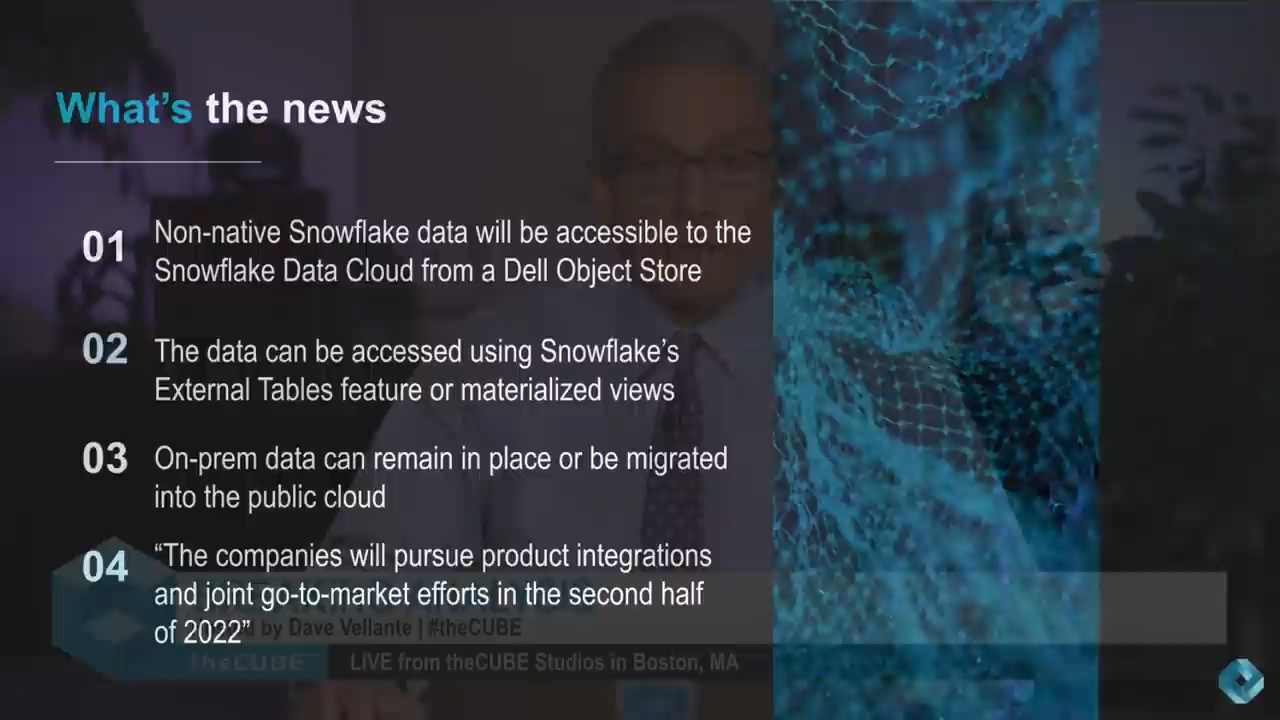 What's the news
01
Non-native Snowflake data will be accessible to the
Snowflake Data Cloud from a Dell Object Store
02
The data can be accessed using Snowflake's
External Tables feature or materialized views
03
On-prem data can remain in place or be migrated
into the public cloud
04
“The companies will pursue product integrations
and joint go-to-market efforts in the second half
of 2022”
by Dave Vellante | #theCUBE
theCUBE
LIVE from theCUBE Studios in Boston, MA